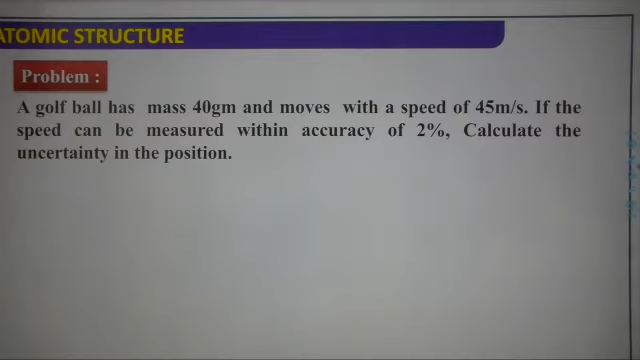 ATOMIC STRUCTURE
Problem :
A golf ball has mass 40gm and moves with a speed of 45m/s. If the
speed can be measured within accuracy of 2%, Calculate the
uncertainty in the position.